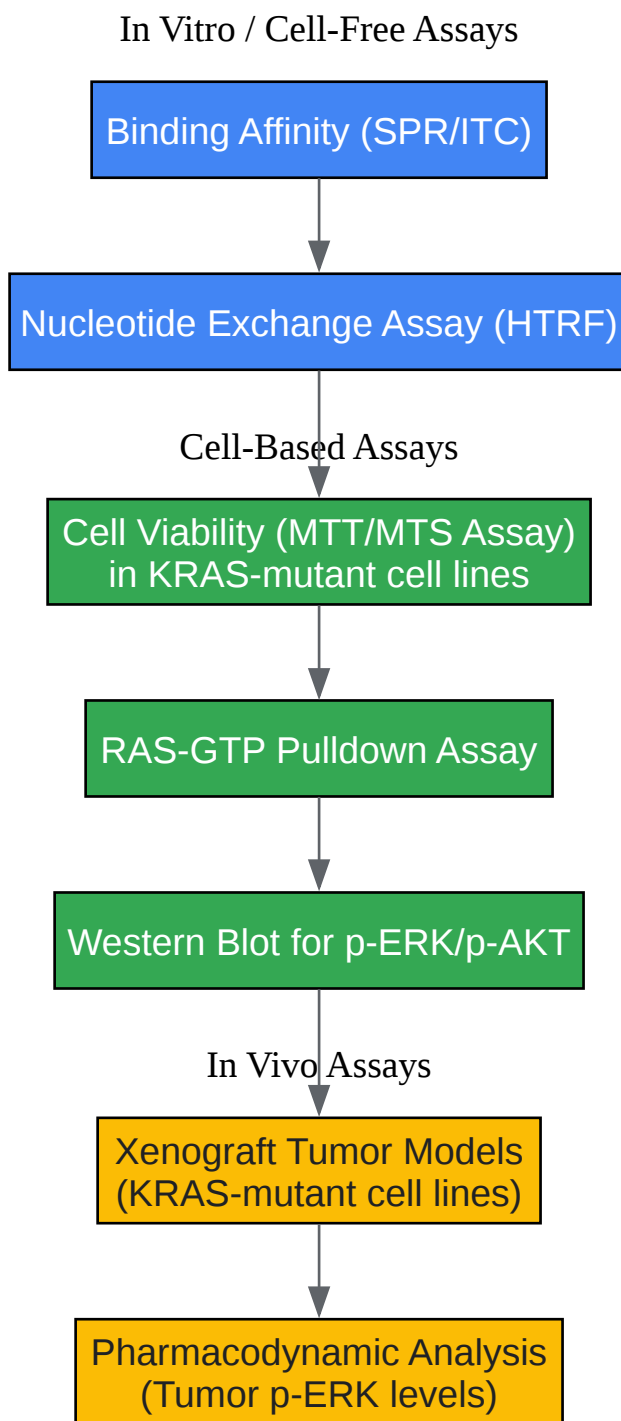 In Vitro / Cell-Free Assays
Binding Affinity (SPR/ITC)
Nucleotide Exchange Assay (HTRF)
Cell-Based Assays
Cell Viability (MTT/MTS Assay)
in KRAS-mutant cell lines
RAS-GTP Pulldown Assay
Western Blot for p-ERK/p-AKT
In Vivo Assays
Xenograft Tumor Models
(KRAS-mutant cell lines)
Pharmacodynamic Analysis
(Tumor p-ERK levels)